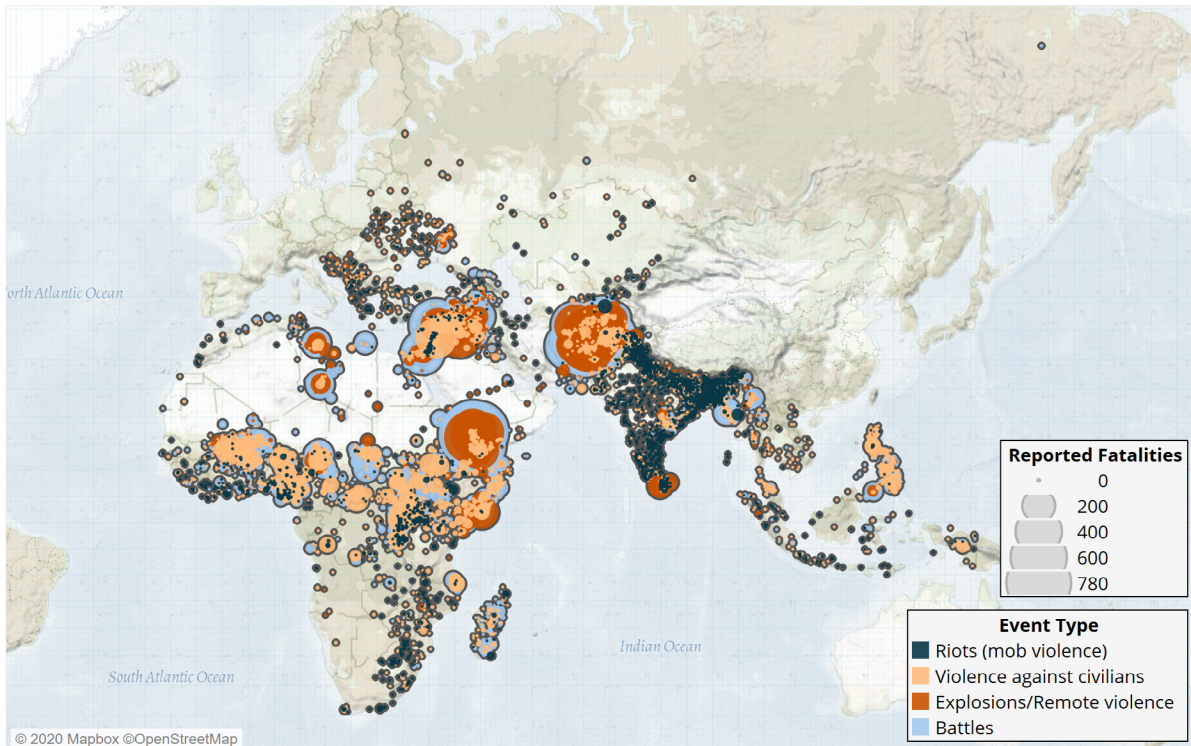 orth Atlantic Ocean
Reported Fatalities
0
200
400
600
780
Event Type
Riots (mob violence)
Violence against civilians
Explosions/Remote violence
Battles
Indian Ocean
South Atlantic Ocean
© 2020 Mapbox ©OpenStreetMap